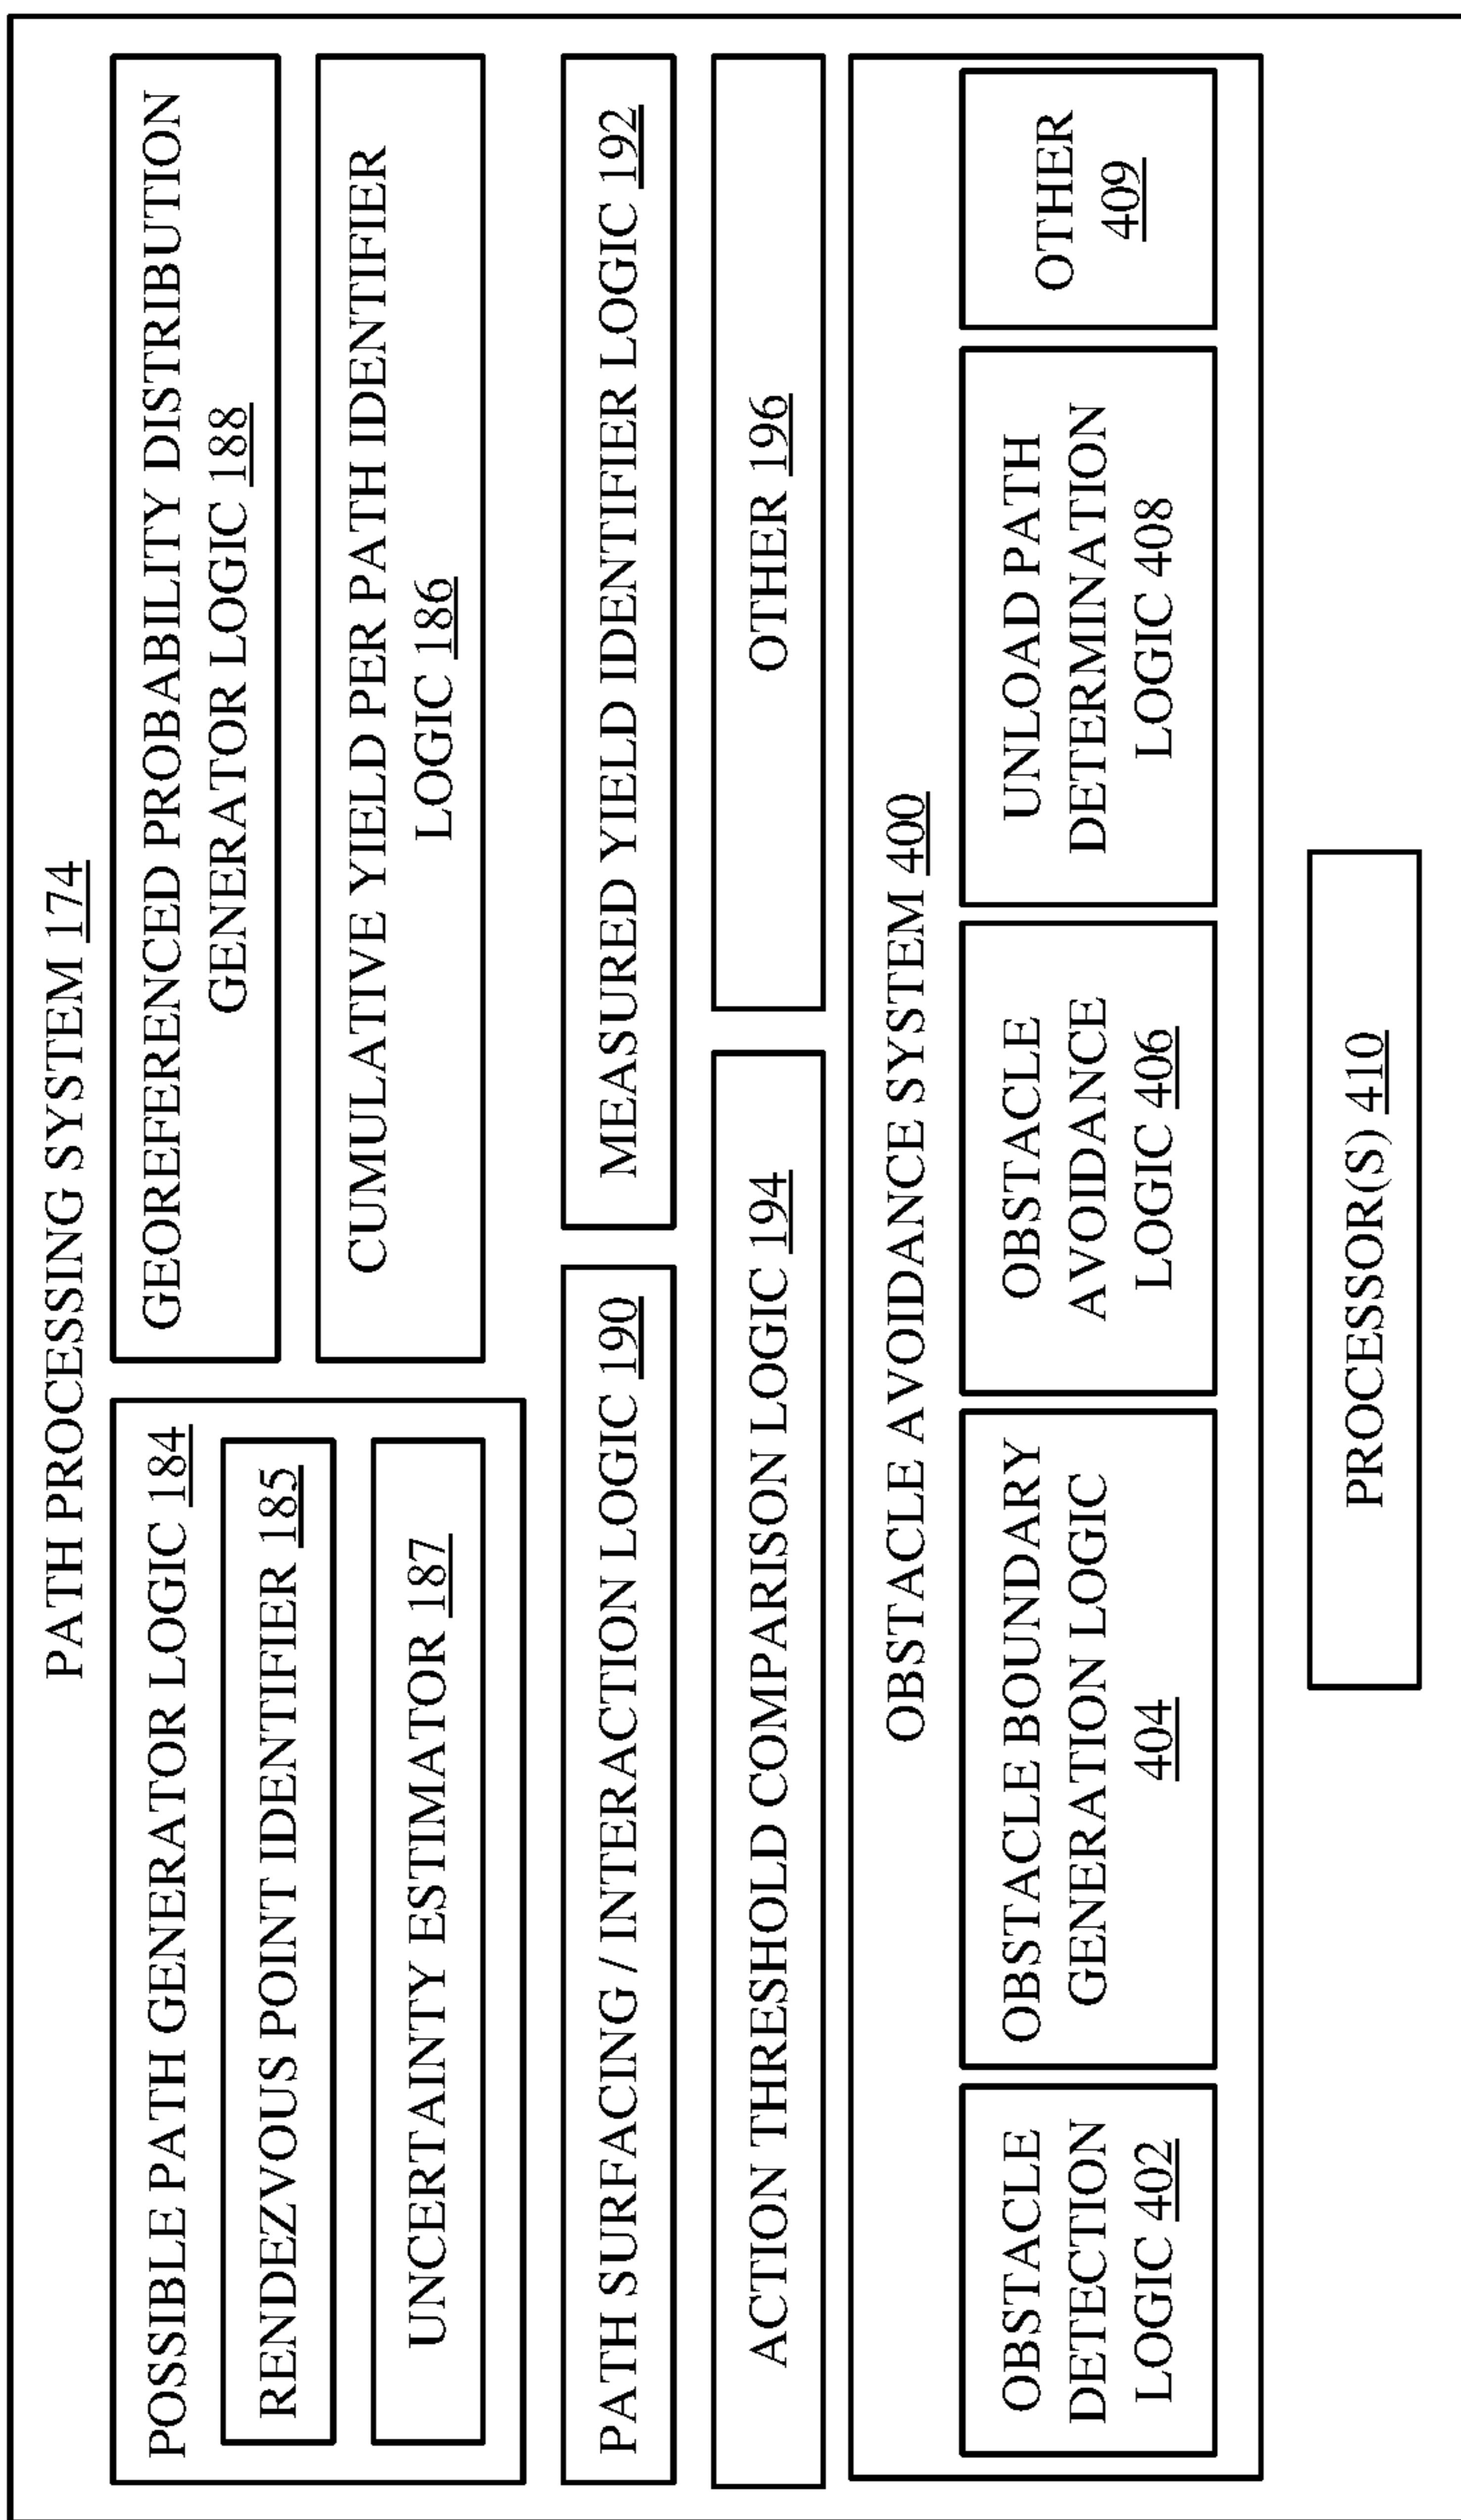 PATH PROCESSING SYSTEM 174
POSSIBLE PATH GENERATOR LOGIC 184
RENDEZVOUS POINT IDENTIFIER 185
UNCERTAINTY ESTIMATOR 187
GEOREFERENCED PROBABILITY DISTRIBUTION
GENERATOR LOGIC 188
CUMULATIVE YIELD PER PATH IDENTIFIER
LOGIC 186
PATH SURFACING / INTERACTION LOGIC 190
MEASURED YIELD IDENTIFIER LOGIC 192
ACTION THRESHOLD COMPARISON LOGIC 194
OTHER 196
OBSTACLE AVOIDANCE SYSTEM 400
OBSTACLE
DETECTION
LOGIC 402
OBSTACLE BOUNDARY
GENERATION LOGIC
404
OBSTACLE
AVOIDANCE
LOGIC 406
UNLOAD PATH
DETERMINATION
LOGIC 408
OTHER
409
PROCESSOR(S) 410